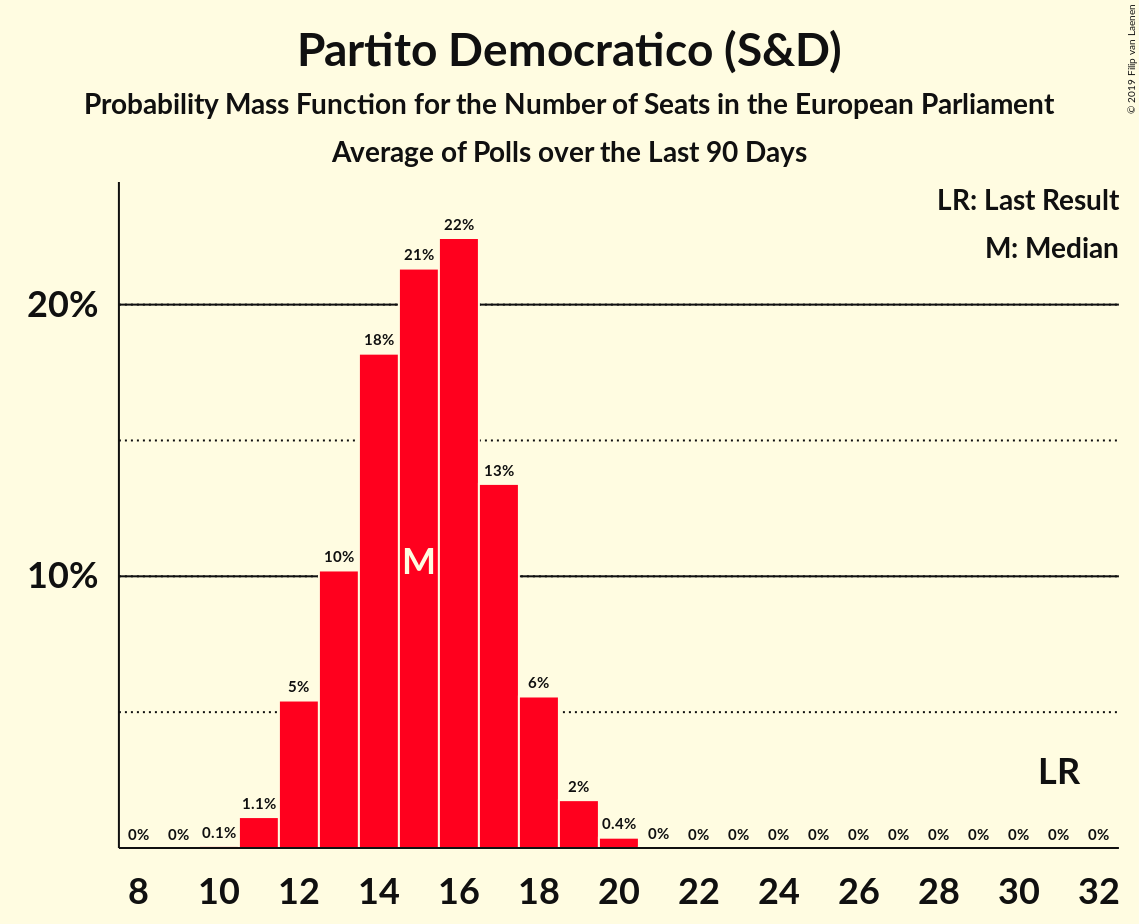 Partito Democratico (S&D)
Probability Mass Function for the Number of Seats in the European Parliament
Average of Polls over the Last 90 Days
© 2019 Filip van Laenen
LR: Last Result
M: Median
20%
10%
0% 0% 0.1% 1.1% 5% 10% 18% 21% 22% 13% 6% 2% 0.4% 0% 0% 0% 0% 0% 0% 0% 0% 0% 0% 0% 0%
M
LR
8 10 12 14 16 18 20 22 24 26 28 30 32